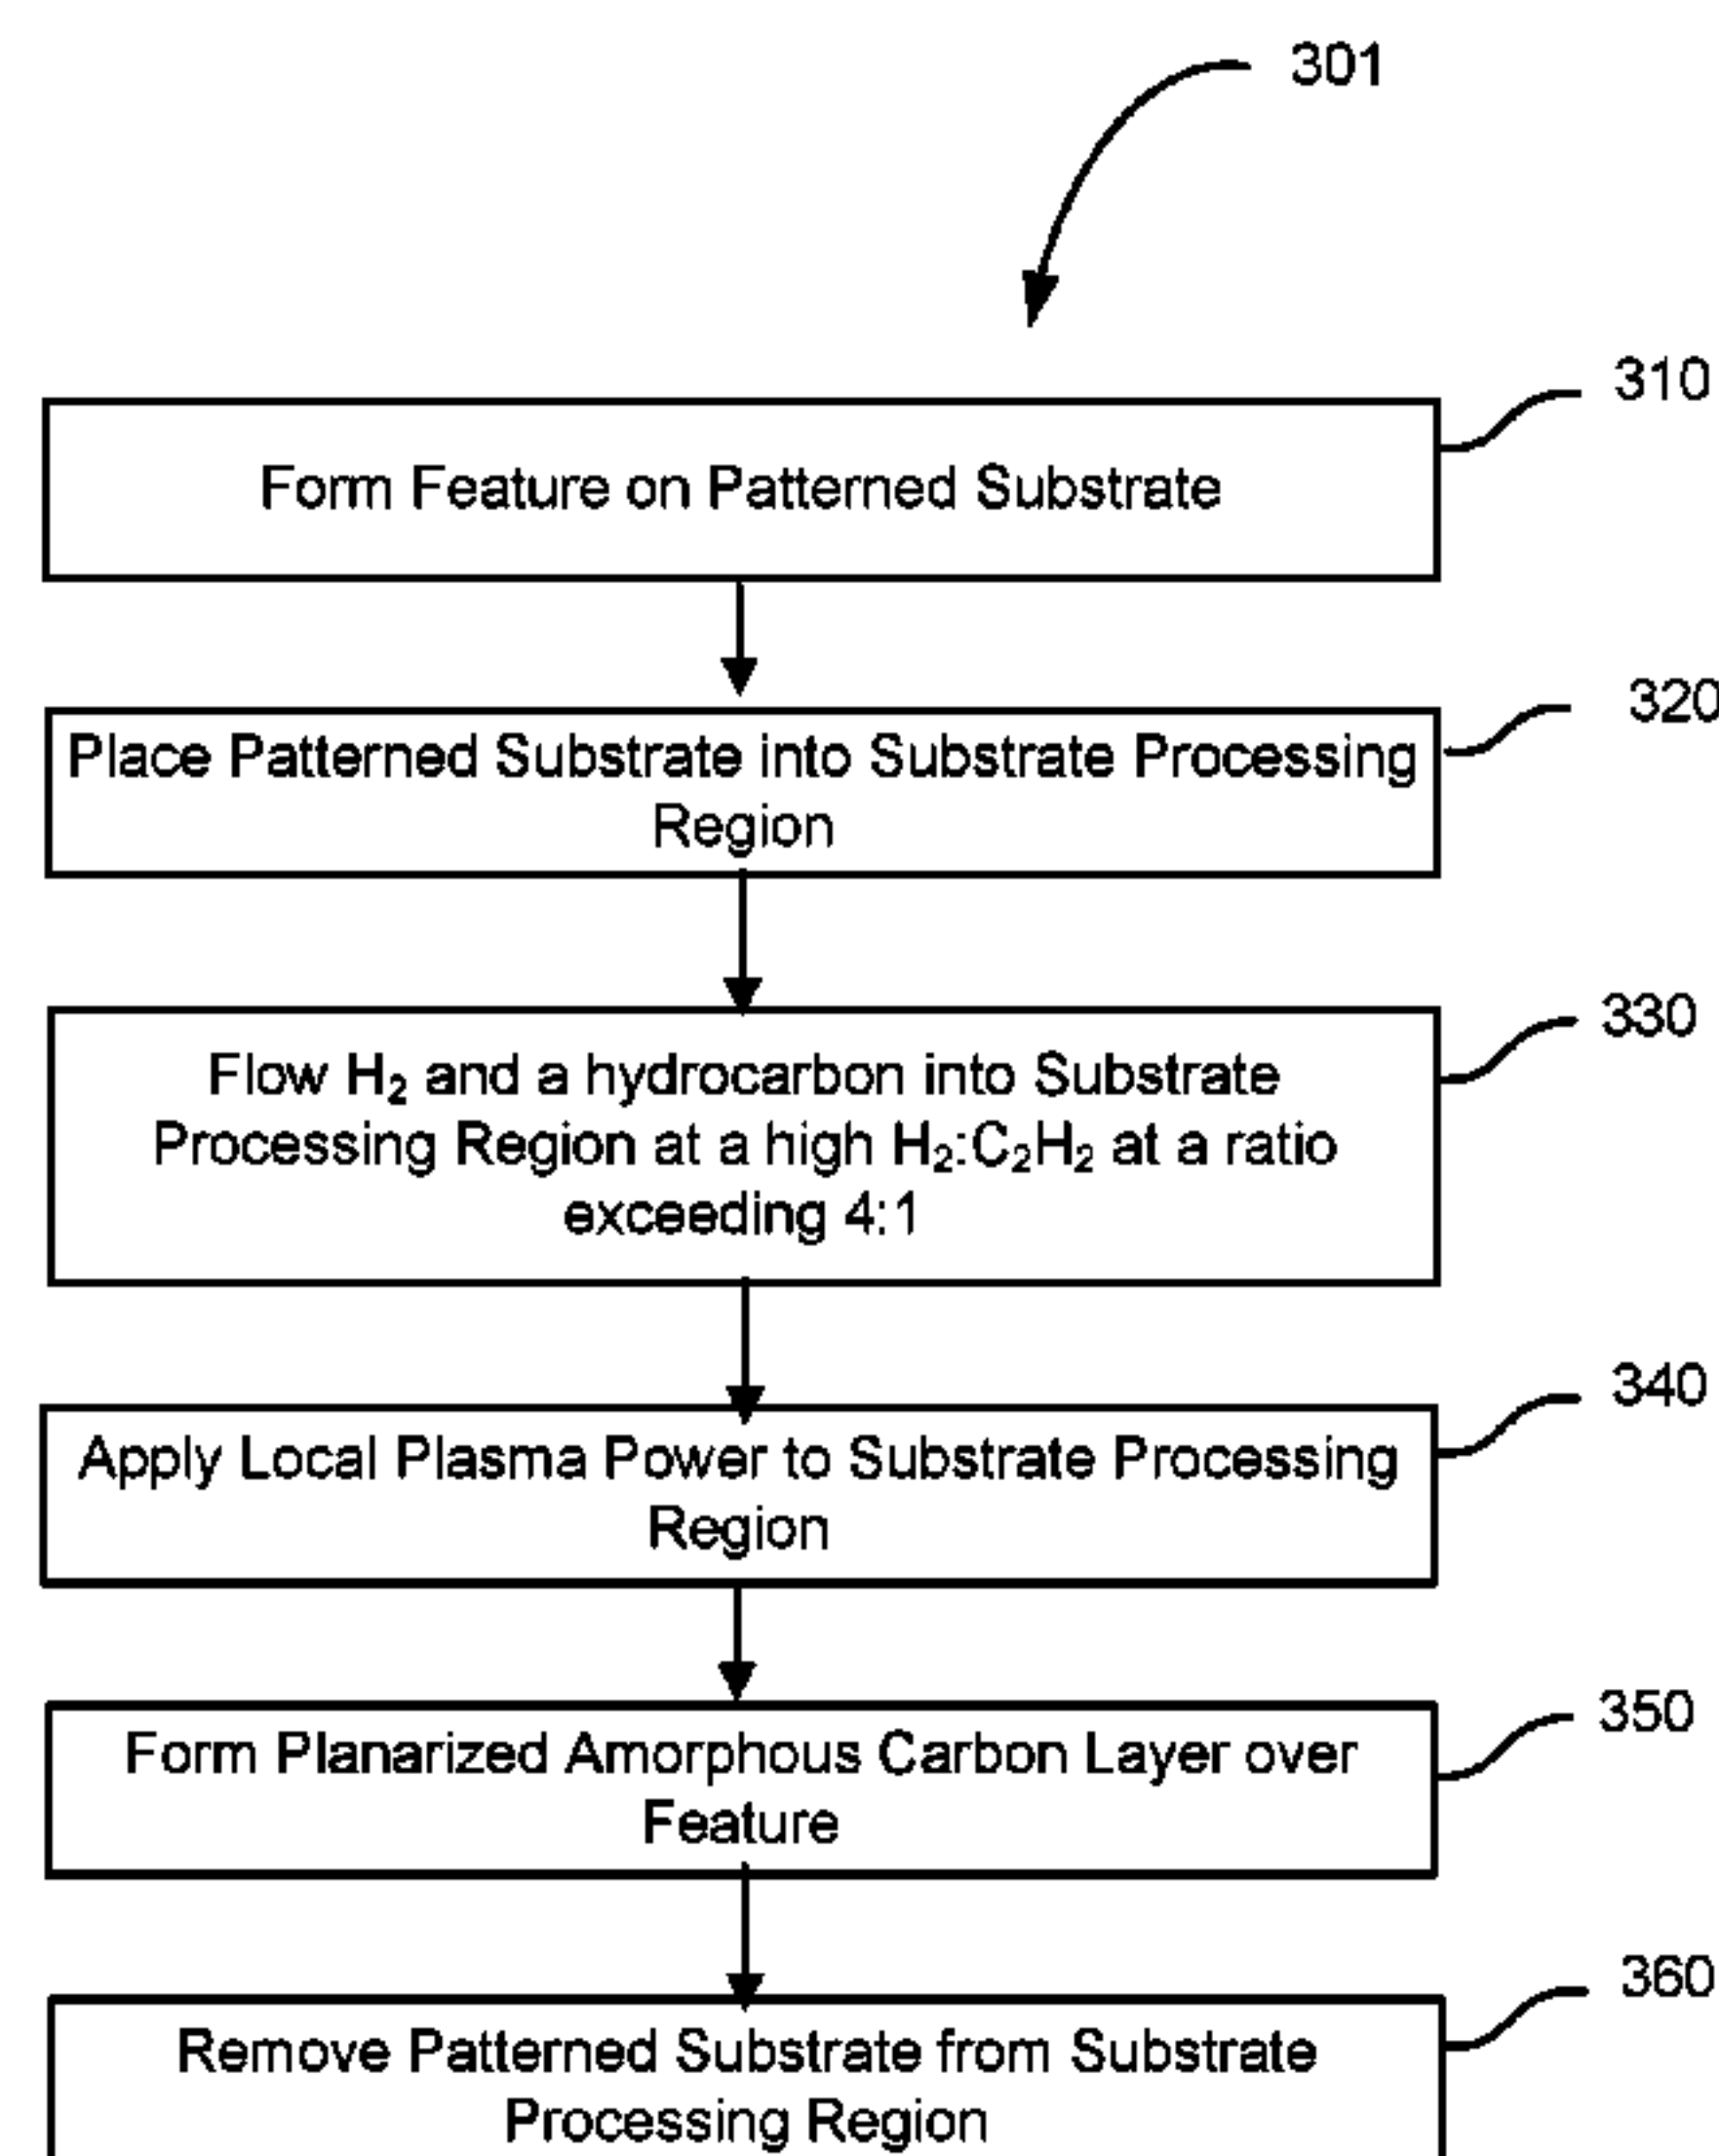 301
310
Form Feature on Patterned Substrate
320
Place Patterned Substrate into Substrate Processing
Region
330
Flow H₂ and a hydrocarbon into Substrate
Processing Region at a high H₂:C₂H₂ at a ratio
exceeding 4:1
340
Apply Local Plasma Power to Substrate Processing
Region
350
Form Planarized Amorphous Carbon Layer over
Feature
360
Remove Patterned Substrate from Substrate
Processing Region